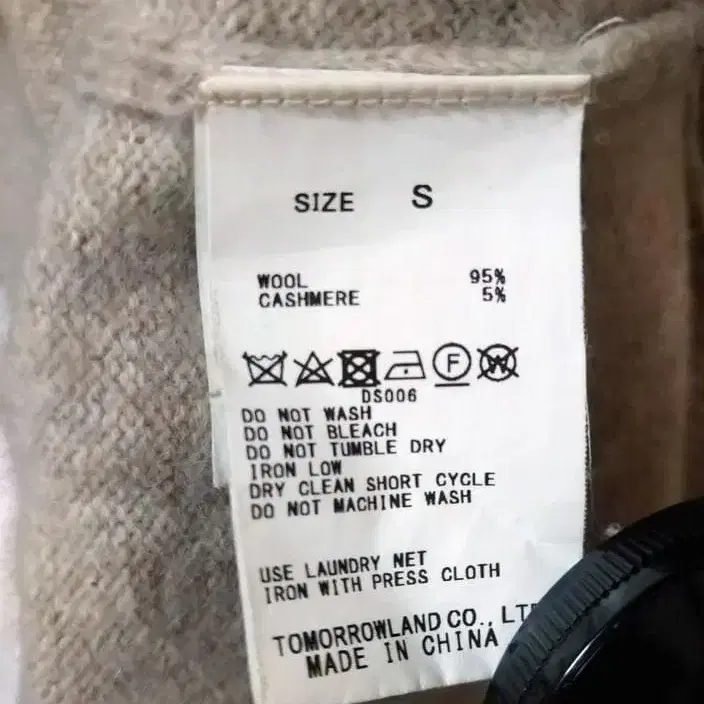 SIZE S
WOOL 95%
CASHMERE 5%
F W
DS006
DO NOT WASH
DO NOT BLEACH
DO NOT TUMBLE DRY
IRON LOW
DRY CLEAN SHORT CYCLE
DO NOT MACHINE WASH
USE LAUNDRY NET
IRON WITH PRESS CLOTH
TOMORROWLAND CO., LT
MADE IN CHINA